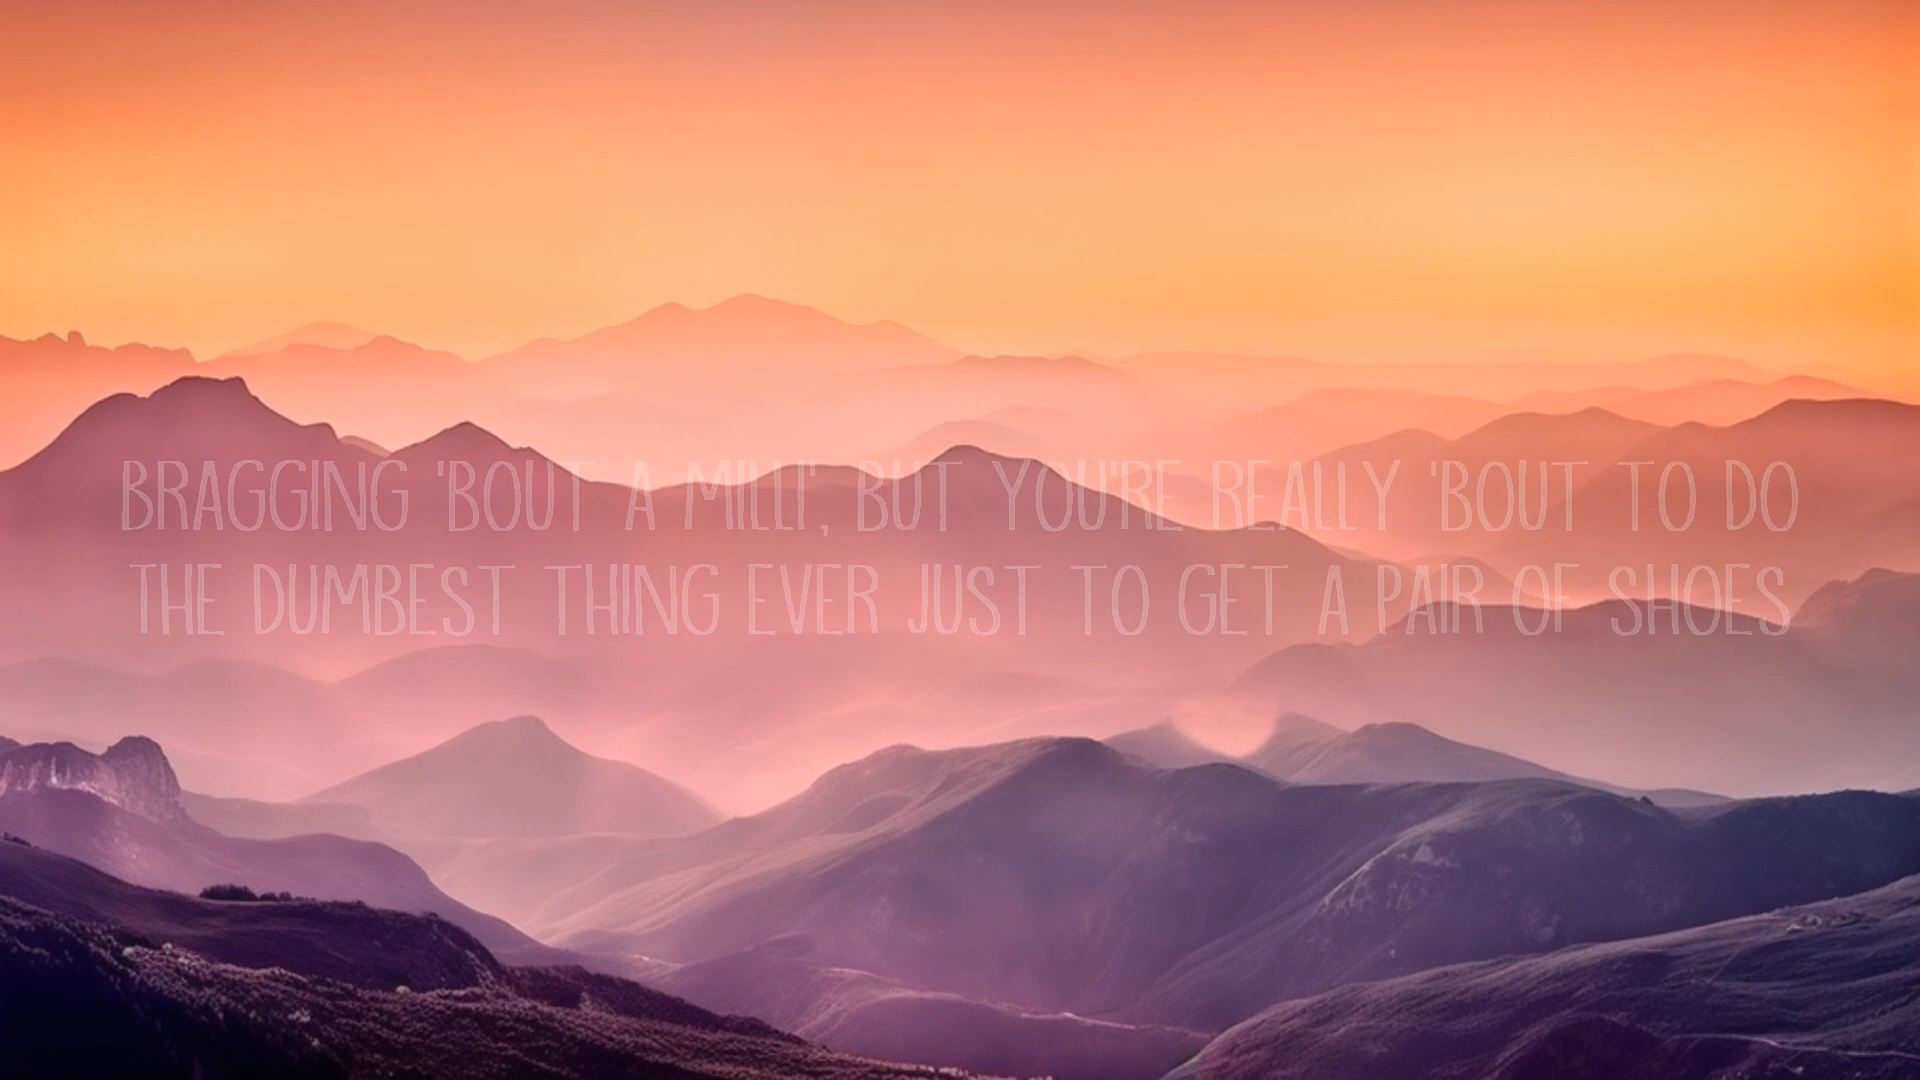 BRAGGING 'BOUT A MILLI', BUT YOU'RE REALLY 'BOUT TO DO
THE DUMBEST THING EVER JUST TO GET A PAIR OF SHOES